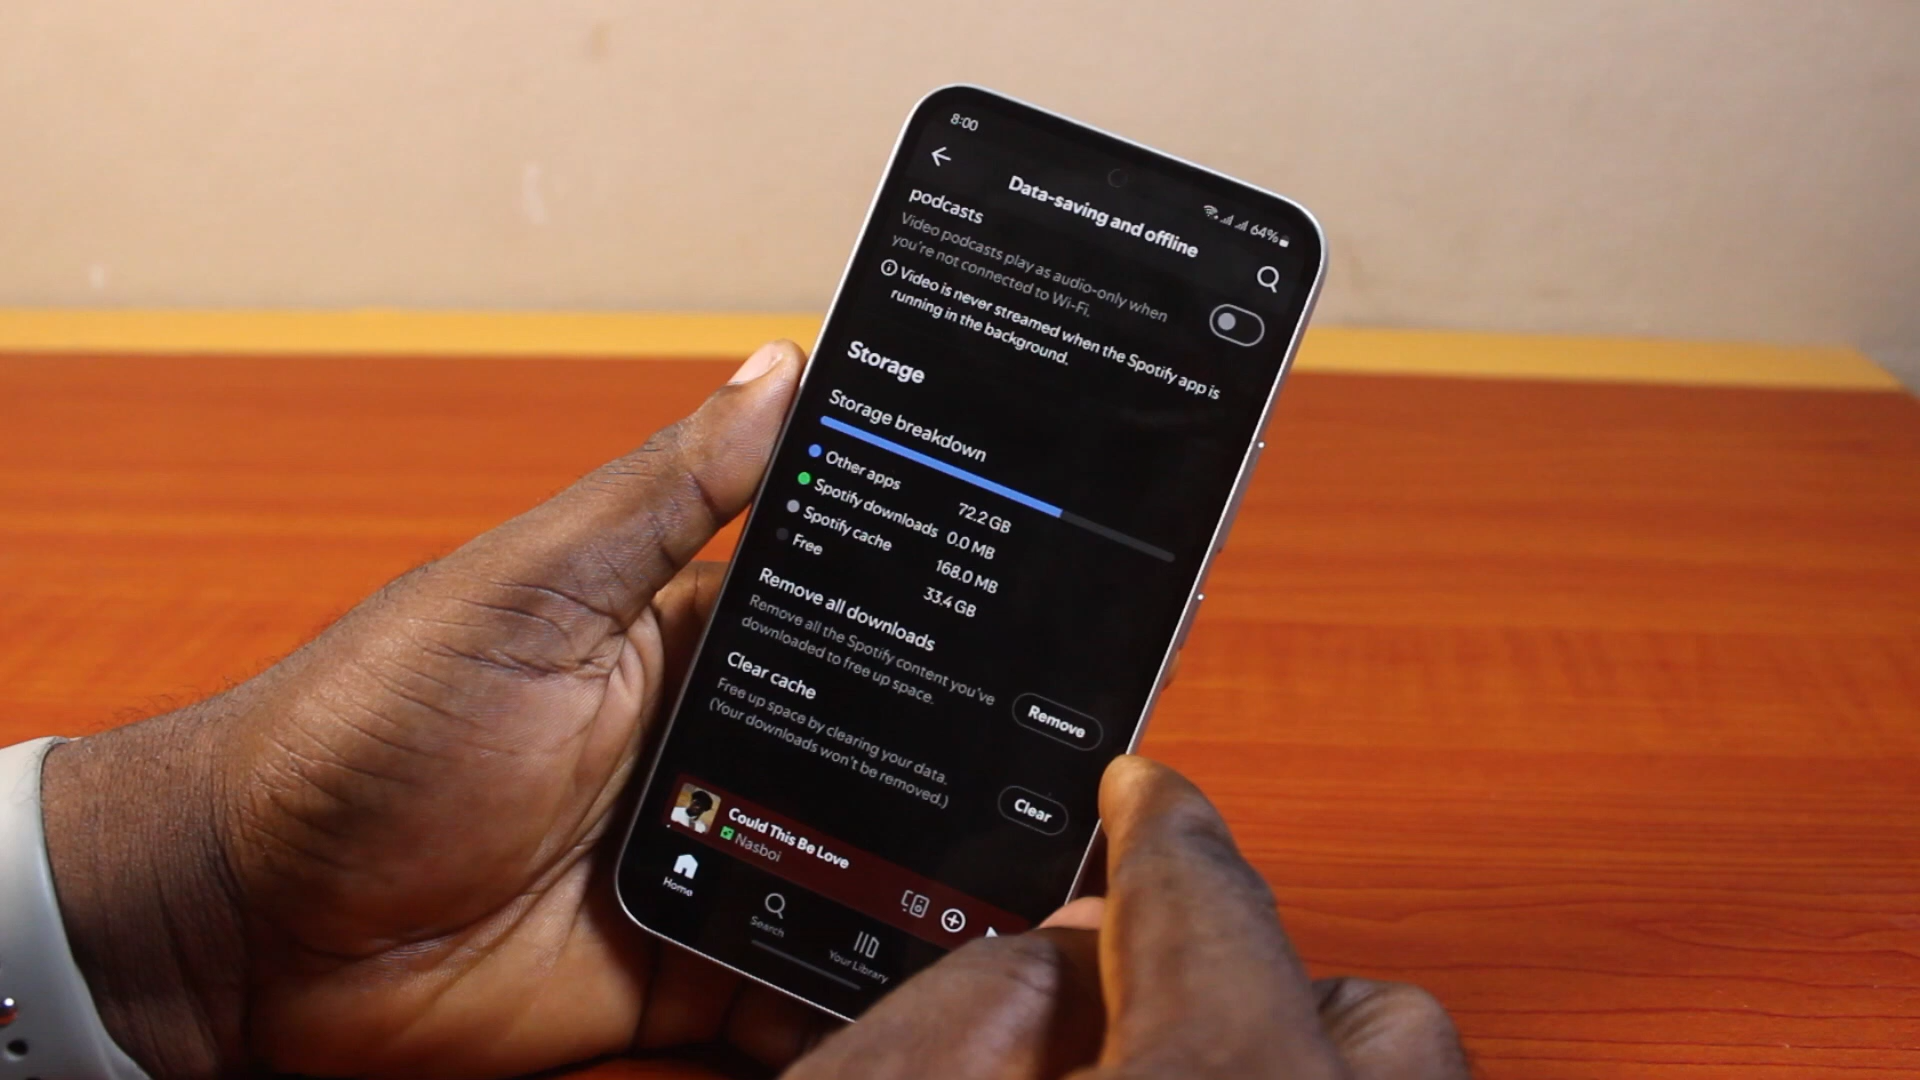 8:00
64%
Data-saving and offline
podcasts
Video podcasts play as audio-only when
you're not connected to Wi-Fi.
Video is never streamed when the Spotify app is
running in the background.
Storage
Storage breakdown
Other apps 72.2 GB
Spotify downloads 0.0 MB
Spotify cache 168.0 MB
Free 33.4 GB
Remove all downloads
Remove all the Spotify content you've
downloaded to free up space.
Remove
Clear cache
Free up space by clearing your data.
(Your downloads won't be removed.)
Clear
Could This Be Love
Nasboi
Home
Search
Your Library